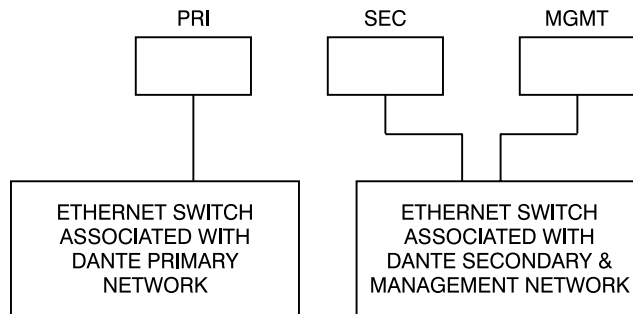 PRI
SEC
MGMT
ETHERNET SWITCH
ASSOCIATED WITH
DANTE PRIMARY
NETWORK
ETHERNET SWITCH
ASSOCIATED WITH
DANTE SECONDARY &
MANAGEMENT NETWORK